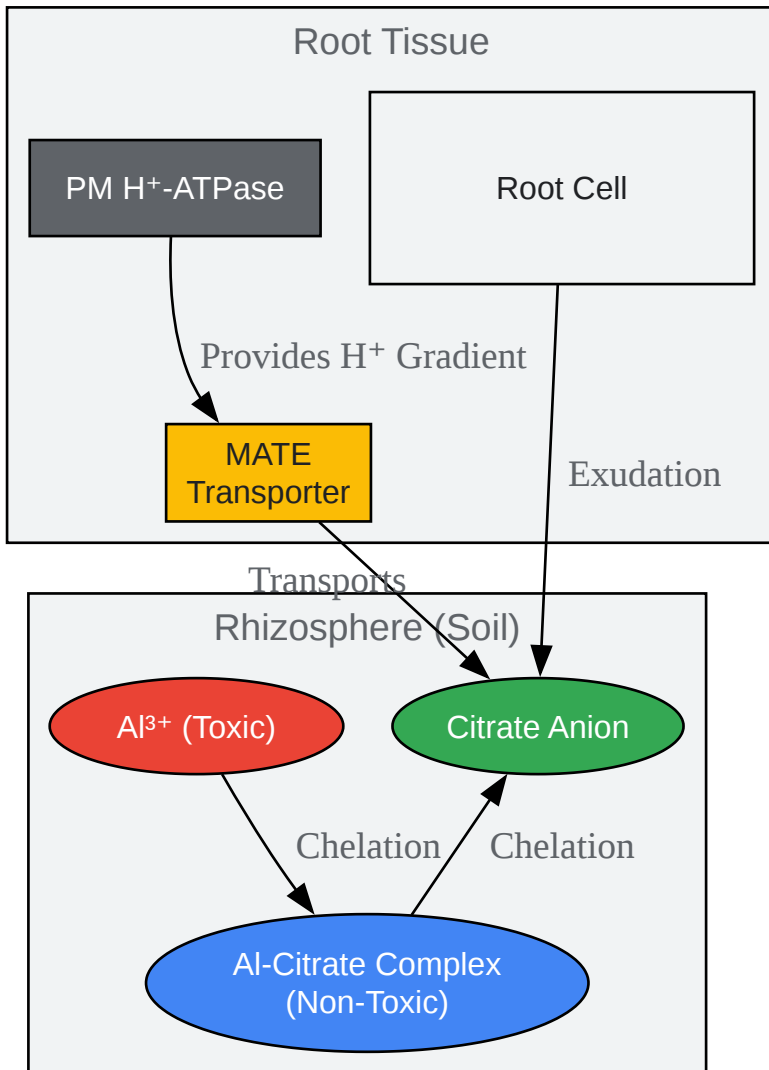 Root Tissue
PM H⁺-ATPase
Root Cell
Provides H⁺ Gradient
MATE
Transporter
Exudation
Transports
Rhizosphere (Soil)
Al³⁺ (Toxic)
Citrate Anion
Chelation
Chelation
Al-Citrate Complex
(Non-Toxic)